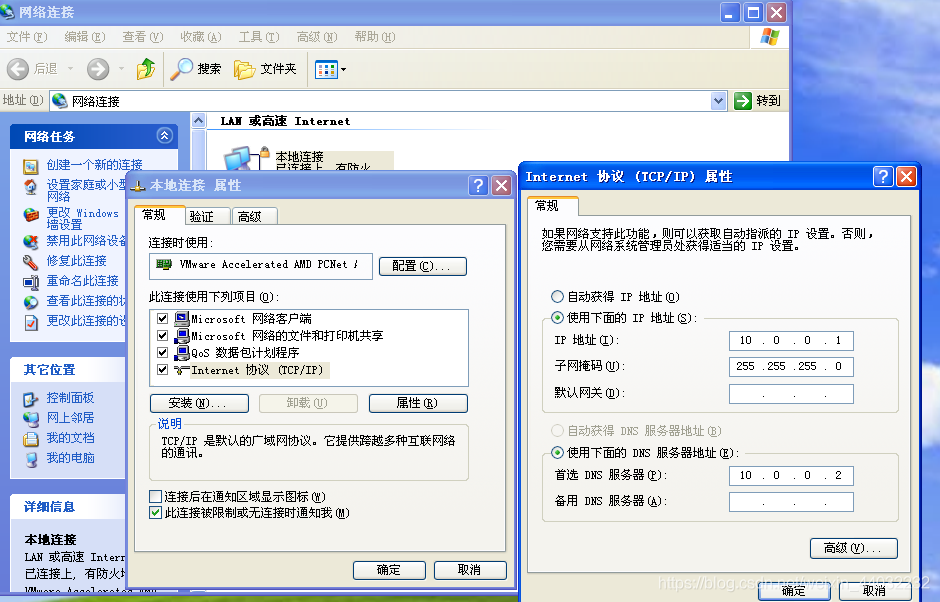 网络连接
文件(F) 编辑(E) 查看(V) 收藏(A) 工具(T) 高级(N) 帮助(H)
后退 搜索 文件夹
地址(D) 网络连接 转到
网络任务
创建一个新的连接
设置家庭或小型
网络
更改 Windows
墙设置
禁用此网络设备
修复此连接
重命名此连接
查看此连接的状
更改此连接的设
其它位置
控制面板
网上邻居
我的文档
我的电脑
详细信息
本地连接
LAN 或高速 Intern
已连接上，有防火墙
VMware Accelerated AMD
LAN 或高速 Internet
本地连接
已连接上，有防火
本地连接 属性
常规 验证 高级
连接时使用:
VMware Accelerated AMD PCNet A
配置(C)...
此连接使用下列项目(O):
Microsoft 网络客户端
Microsoft 网络的文件和打印机共享
QoS 数据包计划程序
Internet 协议 (TCP/IP)
安装(N)... 卸载(U) 属性(R)
说明
TCP/IP 是默认的广域网协议。它提供跨越多种互联网络
的通讯。
连接后在通知区域显示图标(W)
此连接被限制或无连接时通知我(M)
确定 取消
Internet 协议 (TCP/IP) 属性
常规
如果网络支持此功能，则可以获取自动指派的 IP 设置。否则，
您需要从网络系统管理员处获得适当的 IP 设置。
自动获得 IP 地址(O)
使用下面的 IP 地址(S):
IP 地址(I): 10 . 0 . 0 . 1
子网掩码(U): 255 .255 .255 . 0
默认网关(D): . . .
自动获得 DNS 服务器地址(B)
使用下面的 DNS 服务器地址(E):
首选 DNS 服务器(P): 10 . 0 . 0 . 2
备用 DNS 服务器(A): . . .
高级(V)...
确定 取消